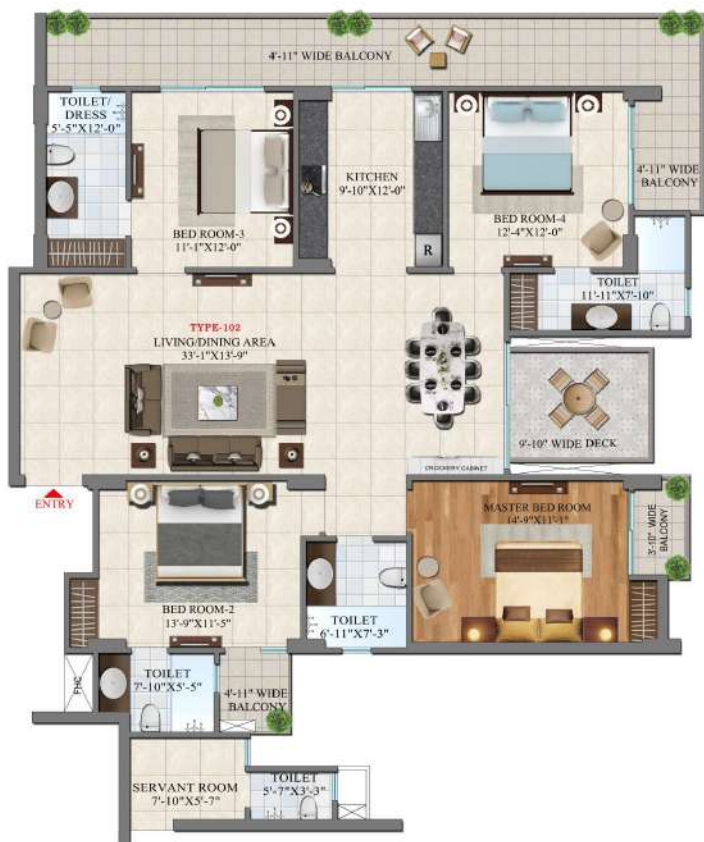 4'-11" WIDE BALCONY
TOILET/
DRESS
5'-5"X12'-0"
KITCHEN
9'-10"X12'-0"
4'-11" WIDE
BALCONY
BED ROOM-3
11'-1"X12'-0"
BED ROOM-4
12'-4"X12'-0"
R
TOILET
11'-11"X7'-10"
TYPE-102
LIVING/DINING AREA
33'-1"X13'-9"
9'-10" WIDE DECK
CROCKERY CABINET
ENTRY
MASTER BED ROOM
14'-9"X11'-1"
3'-10" WIDE
BALCONY
BED ROOM-2
13'-9"X11'-5"
TOILET
6'-11"X7'-3"
FHC
TOILET
7'-10"X5'-5"
4'-11" WIDE
BALCONY
SERVANT ROOM
7'-10"X5'-7"
TOILET
5'-7"X3'-3"